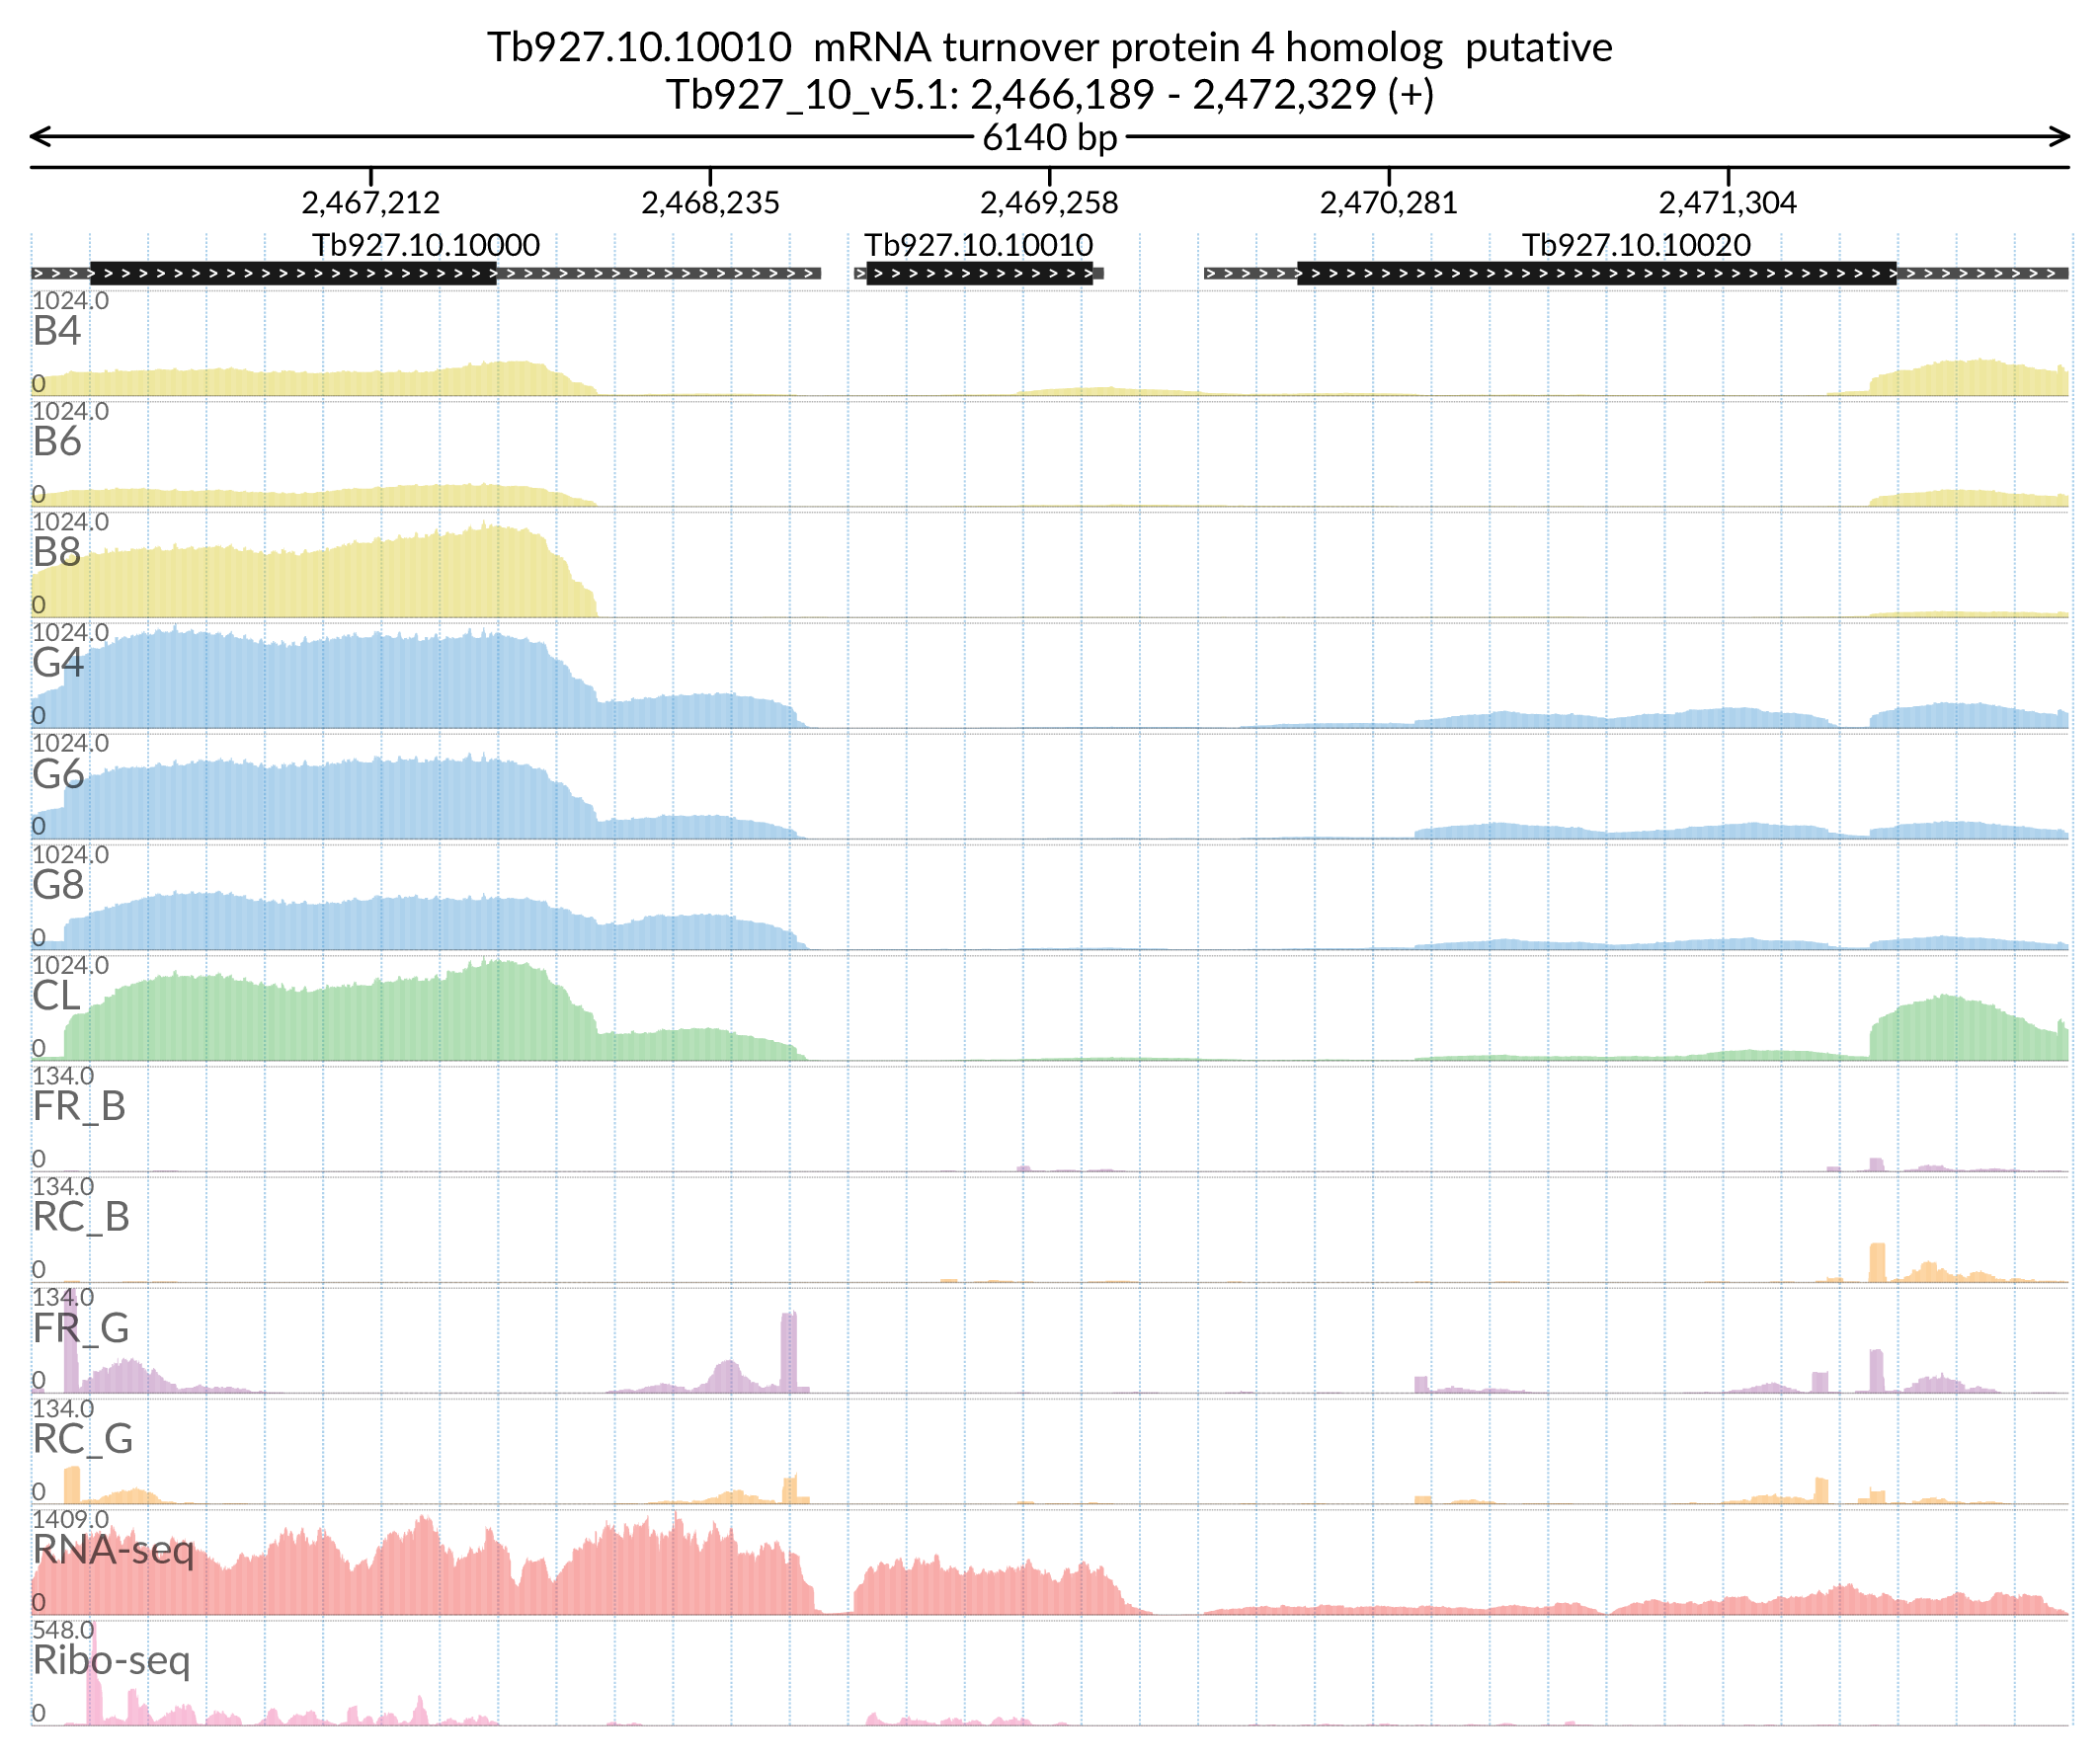 Tb927.10.10010 mRNA turnover protein 4 homolog putative
Tb927_10_v5.1: 2,466,189 - 2,472,329 (+)
6140 bp
2,467,212 2,468,235 2,469,258 2,470,281 2,471,304
Tb927.10.10000 Tb927.10.10010 Tb927.10.10020
1024.0
B4
0
1024.0
B6
0
1024.0
B8
0
1024.0
G4
0
1024.0
G6
0
1024.0
G8
0
1024.0
CL
0
134.0
FR_B
0
134.0
RC_B
0
134.0
FR_G
0
134.0
RC_G
0
1409.0
RNA-seq
0
548.0
Ribo-seq
0